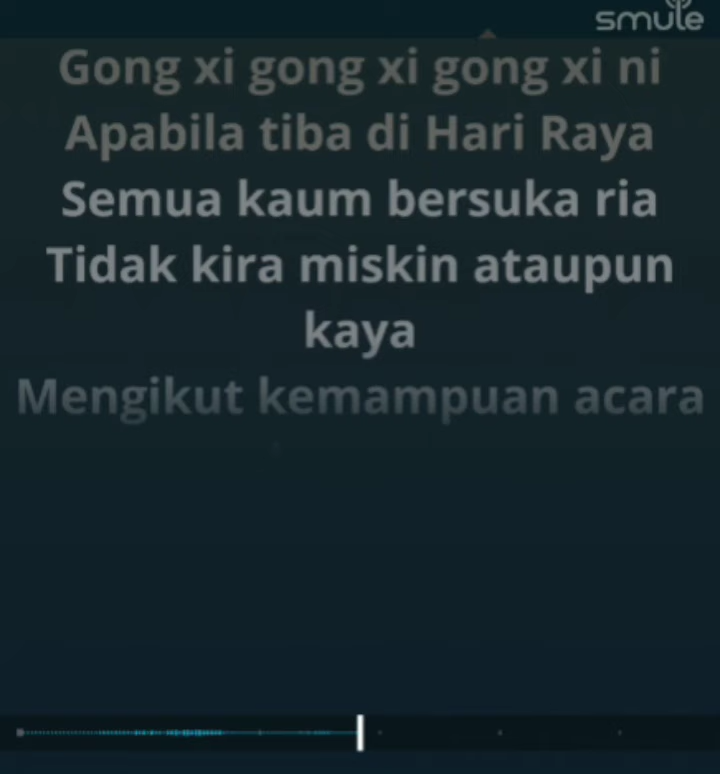 smule
Gong xi gong xi gong xi ni
Apabila tiba di Hari Raya
Semua kaum bersuka ria
Tidak kira miskin ataupun
kaya
Mengikut kemampuan acara